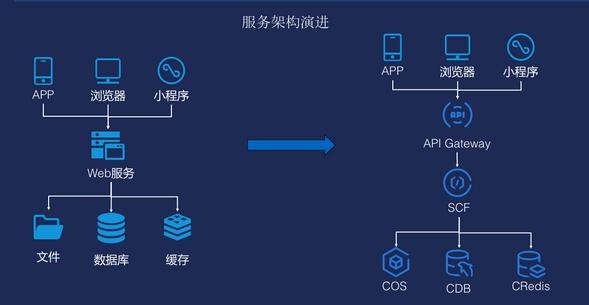 服务架构演进
APP 浏览器 小程序
Web服务
文件 数据库 缓存
APP 浏览器 小程序
API
API Gateway
SCF
COS CDB CRedis